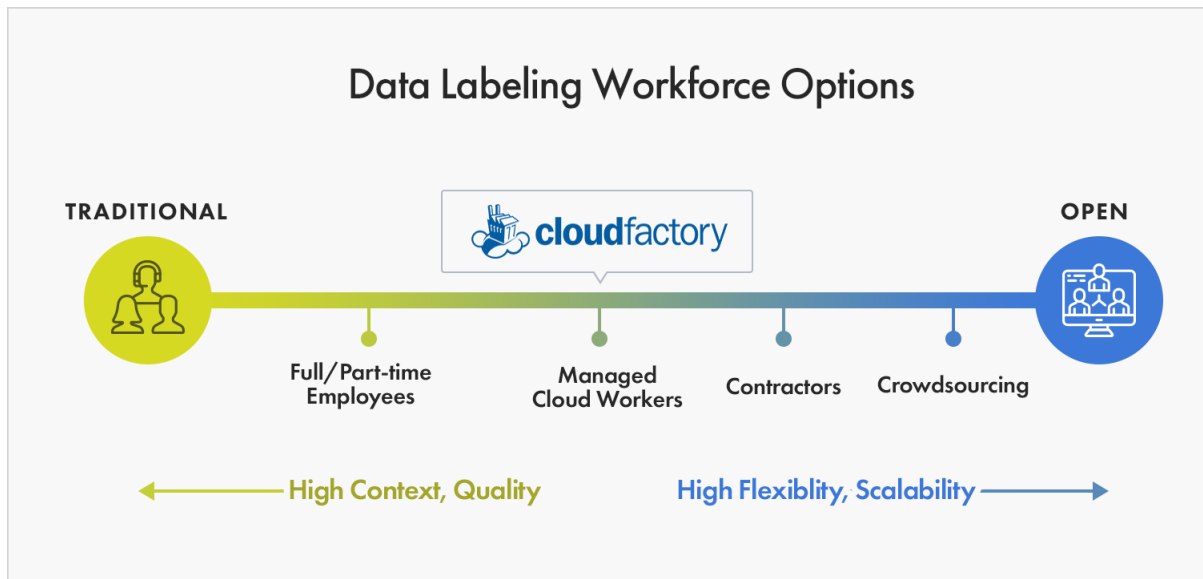 Data Labeling Workforce Options
TRADITIONAL
cloudfactory
OPEN
Full/Part-time
Employees
Managed
Cloud Workers
Contractors
Crowdsourcing
High Context, Quality
High Flexiblity, Scalability